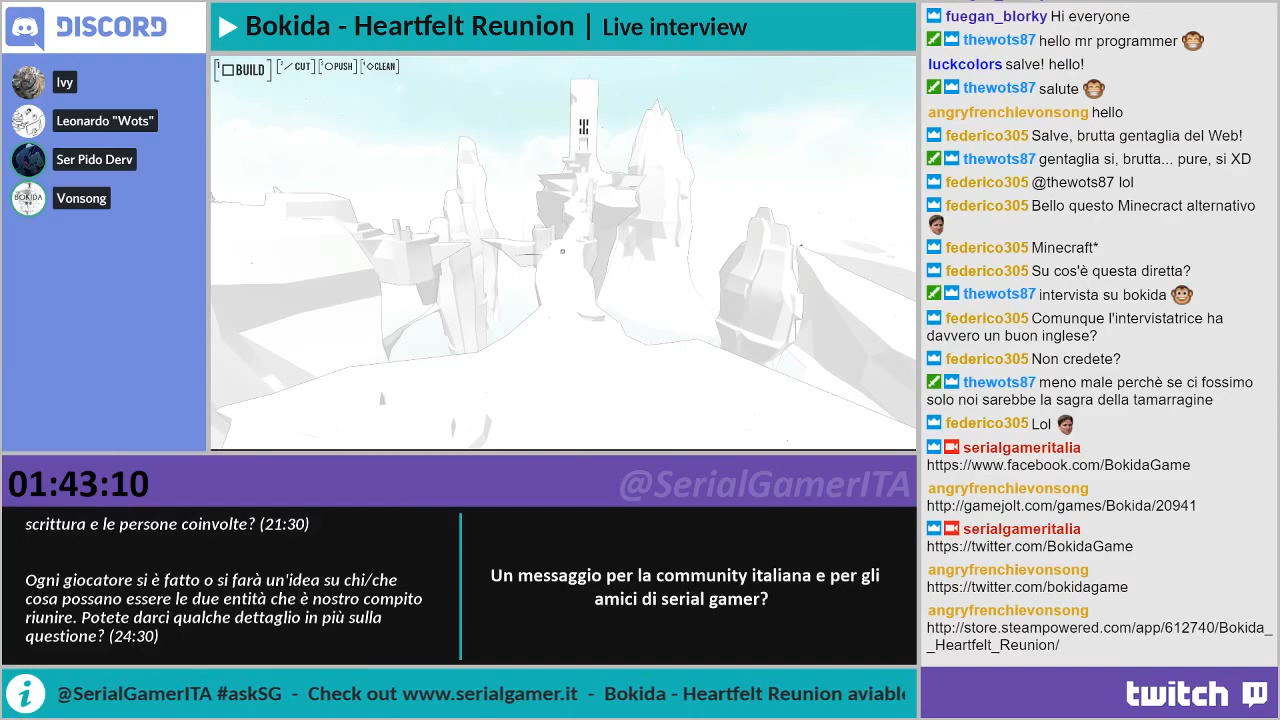 DISCORD
Ivy
Leonardo "Wots"
Ser Pido Derv
BOKIDA
Vonsong
Bokida - Heartfelt Reunion | Live interview
1 BUILD 2 CUT 3 PUSH 4 CLEAN
01:43:10
@SerialGamerITA
scrittura e le persone coinvolte? (21:30)
Ogni giocatore si è fatto o si farà un'idea su chi/che
cosa possano essere le due entità che è nostro compito
riunire. Potete darci qualche dettaglio in più sulla
questione? (24:30)
Un messaggio per la community italiana e per gli
amici di serial gamer?
@SerialGamerITA #askSG - Check out www.serialgamer.it - Bokida - Heartfelt Reunion aviable
fuegan_blorky Hi everyone
thewots87 hello mr programmer
luckcolors salve! hello!
thewots87 salute
angryfrenchievonsong hello
federico305 Salve, brutta gentaglia del Web!
thewots87 gentaglia si, brutta... pure, si XD
federico305 @thewots87 lol
federico305 Bello questo Minecract alternativo
federico305 Minecraft*
federico305 Su cos'è questa diretta?
thewots87 intervista su bokida
federico305 Comunque l'intervistatrice ha
davvero un buon inglese?
federico305 Non credete?
thewots87 meno male perchè se ci fossimo
solo noi sarebbe la sagra della tamarragine
federico305 Lol
serialgameritalia
https://www.facebook.com/BokidaGame
angryfrenchievonsong
http://gamejolt.com/games/Bokida/20941
serialgameritalia
https://twitter.com/BokidaGame
angryfrenchievonsong
https://twitter.com/bokidagame
angryfrenchievonsong
http://store.steampowered.com/app/612740/Bokida_
_Heartfelt_Reunion/
twitch